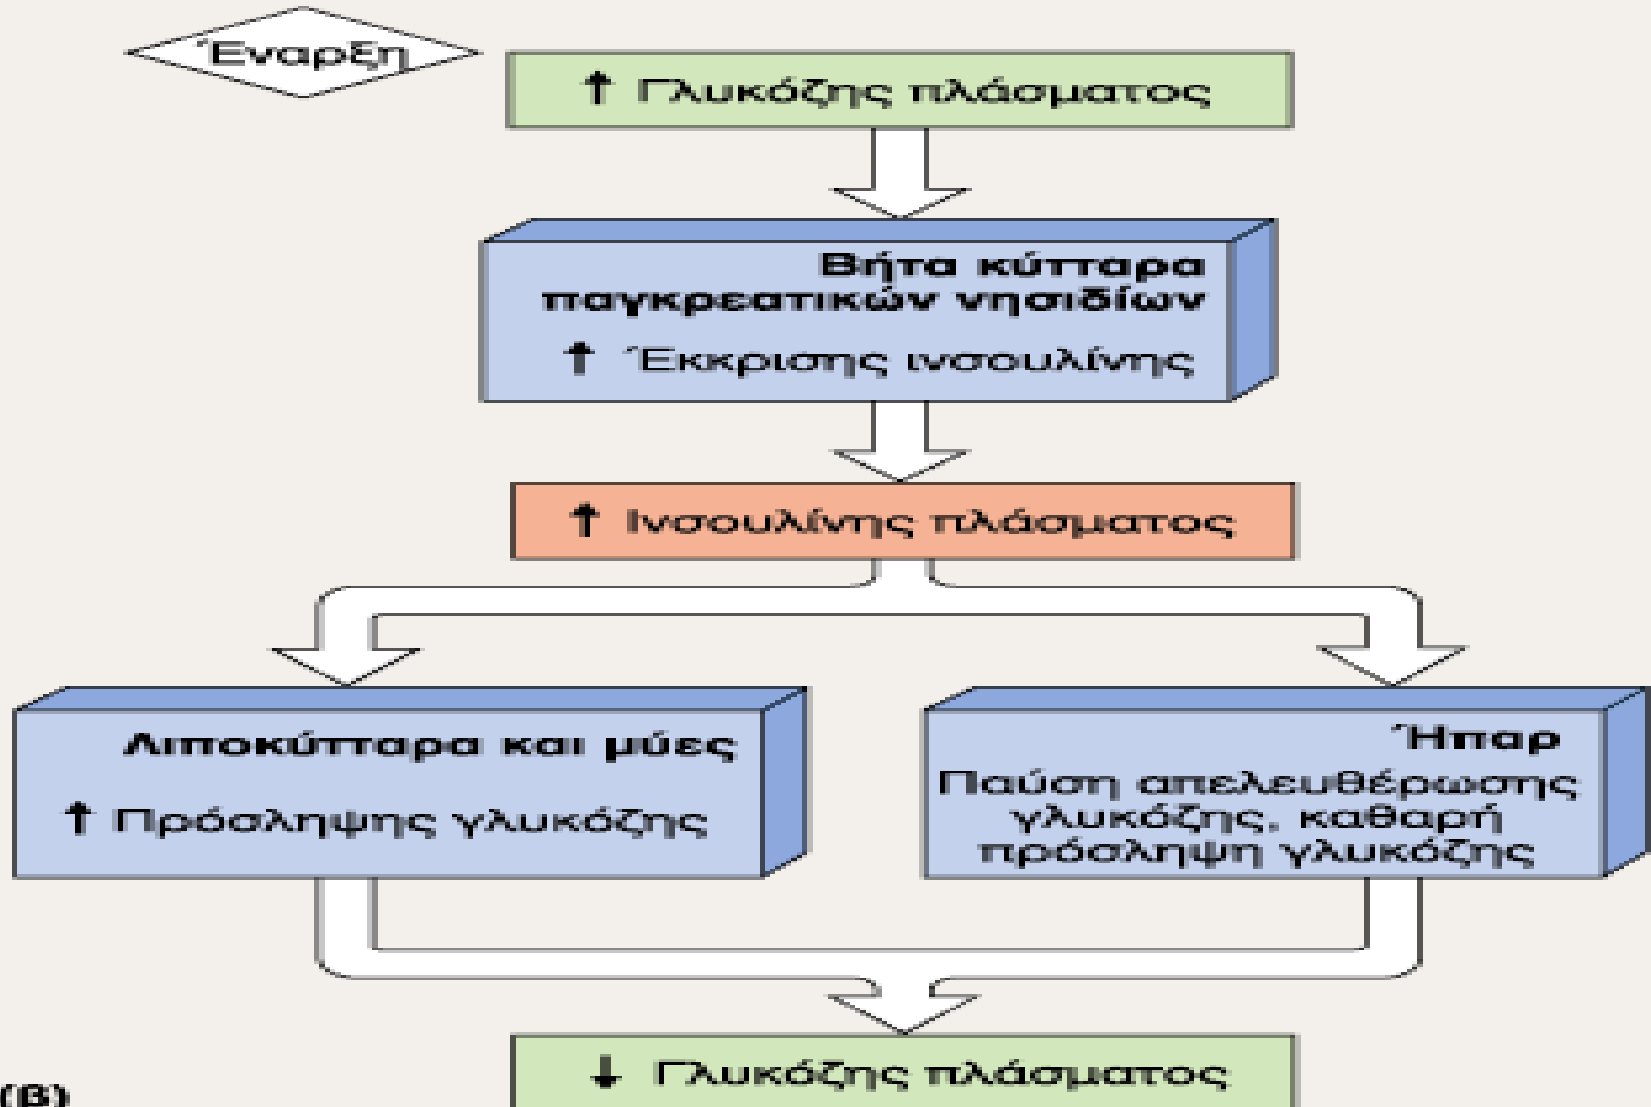 Έναρξη
↑ Γλυκόζης πλάσματος
Βήτα κύτταρα
παγκρεατικών νησιδίων
↑ Έκκρισης ινσουλίνης
↑ Ινσουλίνης πλάσματος
Λιποκύτταρα και μύες
↑ Πρόσληψης γλυκόζης
Ήπαρ
Παύση απελευθέρωσης
γλυκόζης, καθαρή
πρόσληψη γλυκόζης
↓ Γλυκόζης πλάσματος
(Β)